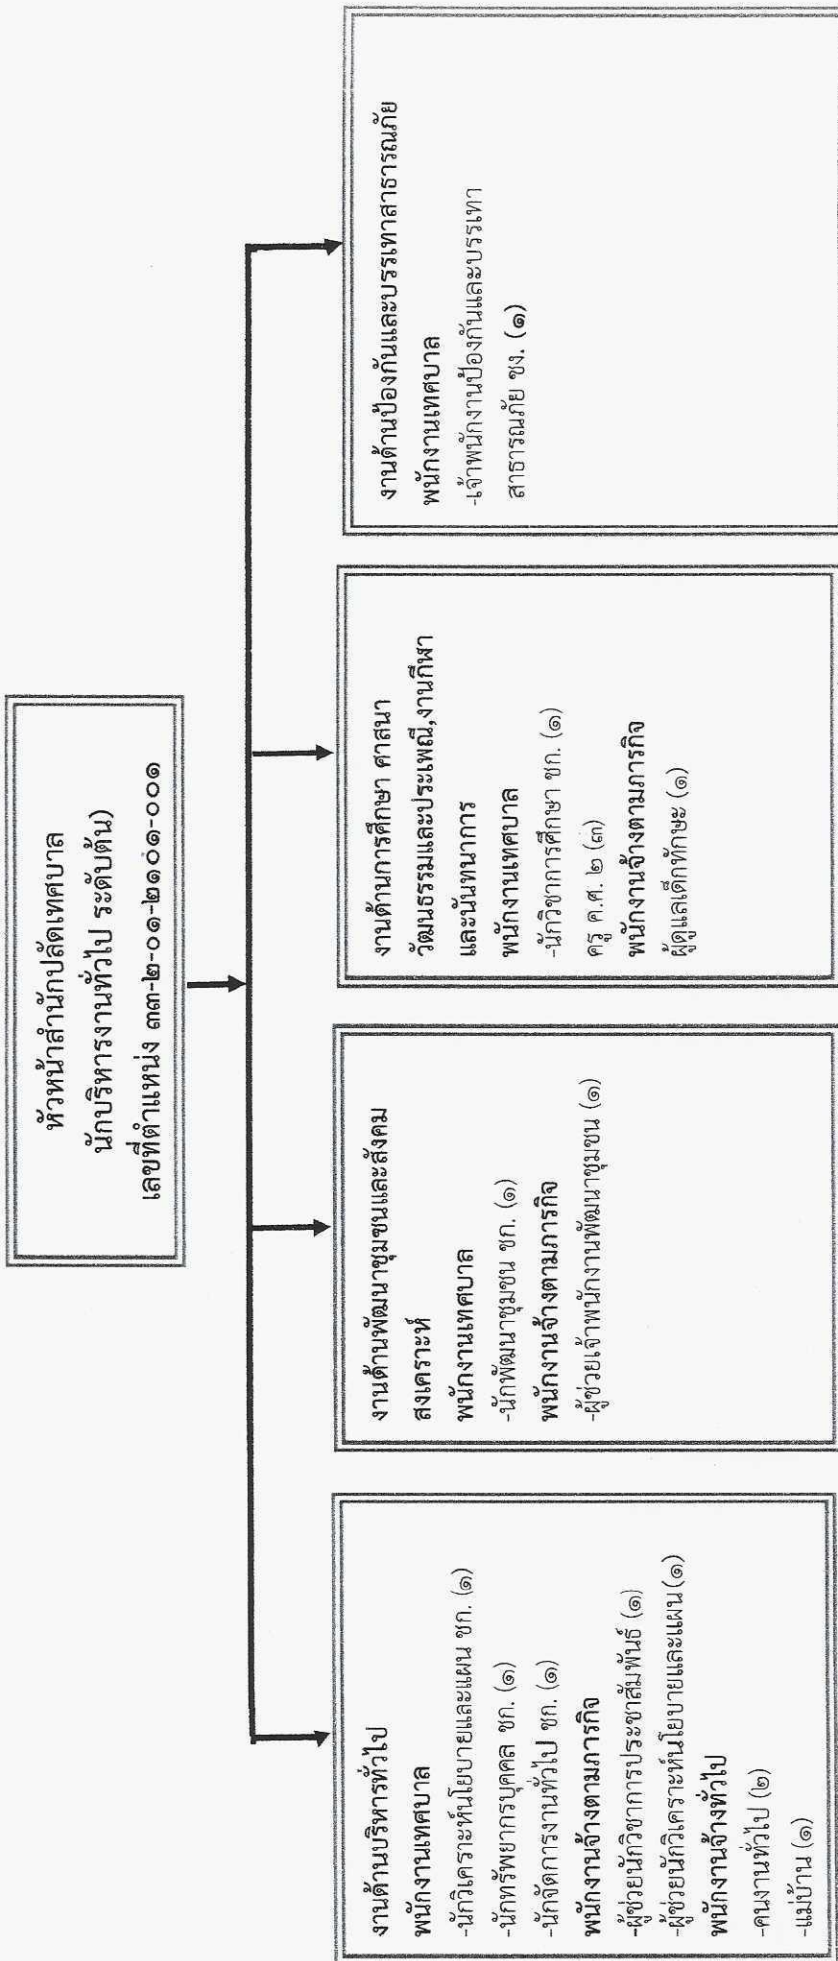 หัวหน้าสำนักปลัดเทศบาล
นักบริหารงานทั่วไป ระดับต้น)
เลขที่ตำแหน่ง ๓๓-๒-๐๑-๒๑๐๑-๐๐๑
งานด้านบริหารทั่วไป
พนักงานเทศบาล
-นักวิเคราะห์นโยบายและแผน ชก. (๑)
-นักทรัพยากรบุคคล ชก. (๑)
-นักจัดการงานทั่วไป ชก. (๑)
พนักงานจ้างตามภารกิจ
-ผู้ช่วยนักวิชาการประชาสัมพันธ์ (๑)
-ผู้ช่วยนักวิเคราะห์นโยบายและแผน (๑)
พนักงานจ้างทั่วไป
-คนงานทั่วไป (๒)
-แม่บ้าน (๑)
งานด้านพัฒนาชุมชนและสังคม
สงเคราะห์
พนักงานเทศบาล
-นักพัฒนาชุมชน ชก. (๑)
พนักงานจ้างตามภารกิจ
-ผู้ช่วยเจ้าพนักงานพัฒนาชุมชน (๑)
งานด้านการศึกษา ศาสนา
วัฒนธรรมและประเพณี,งานกีฬา
และนันทนาการ
พนักงานเทศบาล
-นักวิชาการศึกษา ชก. (๑)
ครู ค.ศ. ๒ (๓)
พนักงานจ้างตามภารกิจ
ผู้ดูแลเด็กทักษะ (๑)
งานด้านป้องกันและบรรเทาสาธารณภัย
พนักงานเทศบาล
-เจ้าพนักงานป้องกันและบรรเทา
สาธารณภัย ชง. (๑)